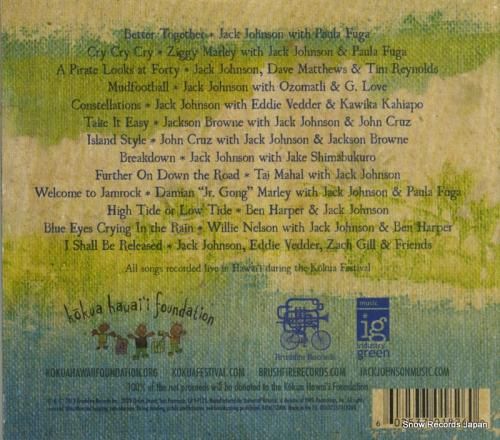 Better Together • Jack Johnson with Paula Fuga
Cry Cry Cry • Ziggy Marley with Jack Johnson & Paula Fuga
A Pirate Looks at Forty • Jack Johnson, Dave Matthews & Tim Reynolds
Mudfootball • Jack Johnson with Ozomatli & G. Love
Constellations • Jack Johnson with Eddie Vedder & Kawika Kahiapo
Take It Easy • Jackson Browne with Jack Johnson & John Cruz
Island Style • John Cruz with Jack Johnson & Jackson Browne
Breakdown • Jack Johnson with Jake Shimabukuro
Further On Down the Road • Taj Mahal with Jack Johnson
Welcome to Jamrock • Damian "Jr. Gong" Marley with Jack Johnson & Paula Fuga
High Tide or Low Tide • Ben Harper & Jack Johnson
Blue Eyes Crying In the Rain • Willie Nelson with Jack Johnson & Ben Harper
I Shall Be Released • Jack Johnson, Eddie Vedder, Zach Gill & Friends
All songs recorded live in Hawai'i during the Kōkua Festival
kōkua hawai'i foundation
Brushfire Records
music
ig
industry
green
KOKUAHAWAIIFOUNDATION.ORG KOKUAFESTIVAL.COM BRUSHFIRERECORDS.COM JACKJOHNSONMUSIC.COM
100% of the net proceeds will be donated to the Kōkua Hawai'i Foundation
Snow Records Japan